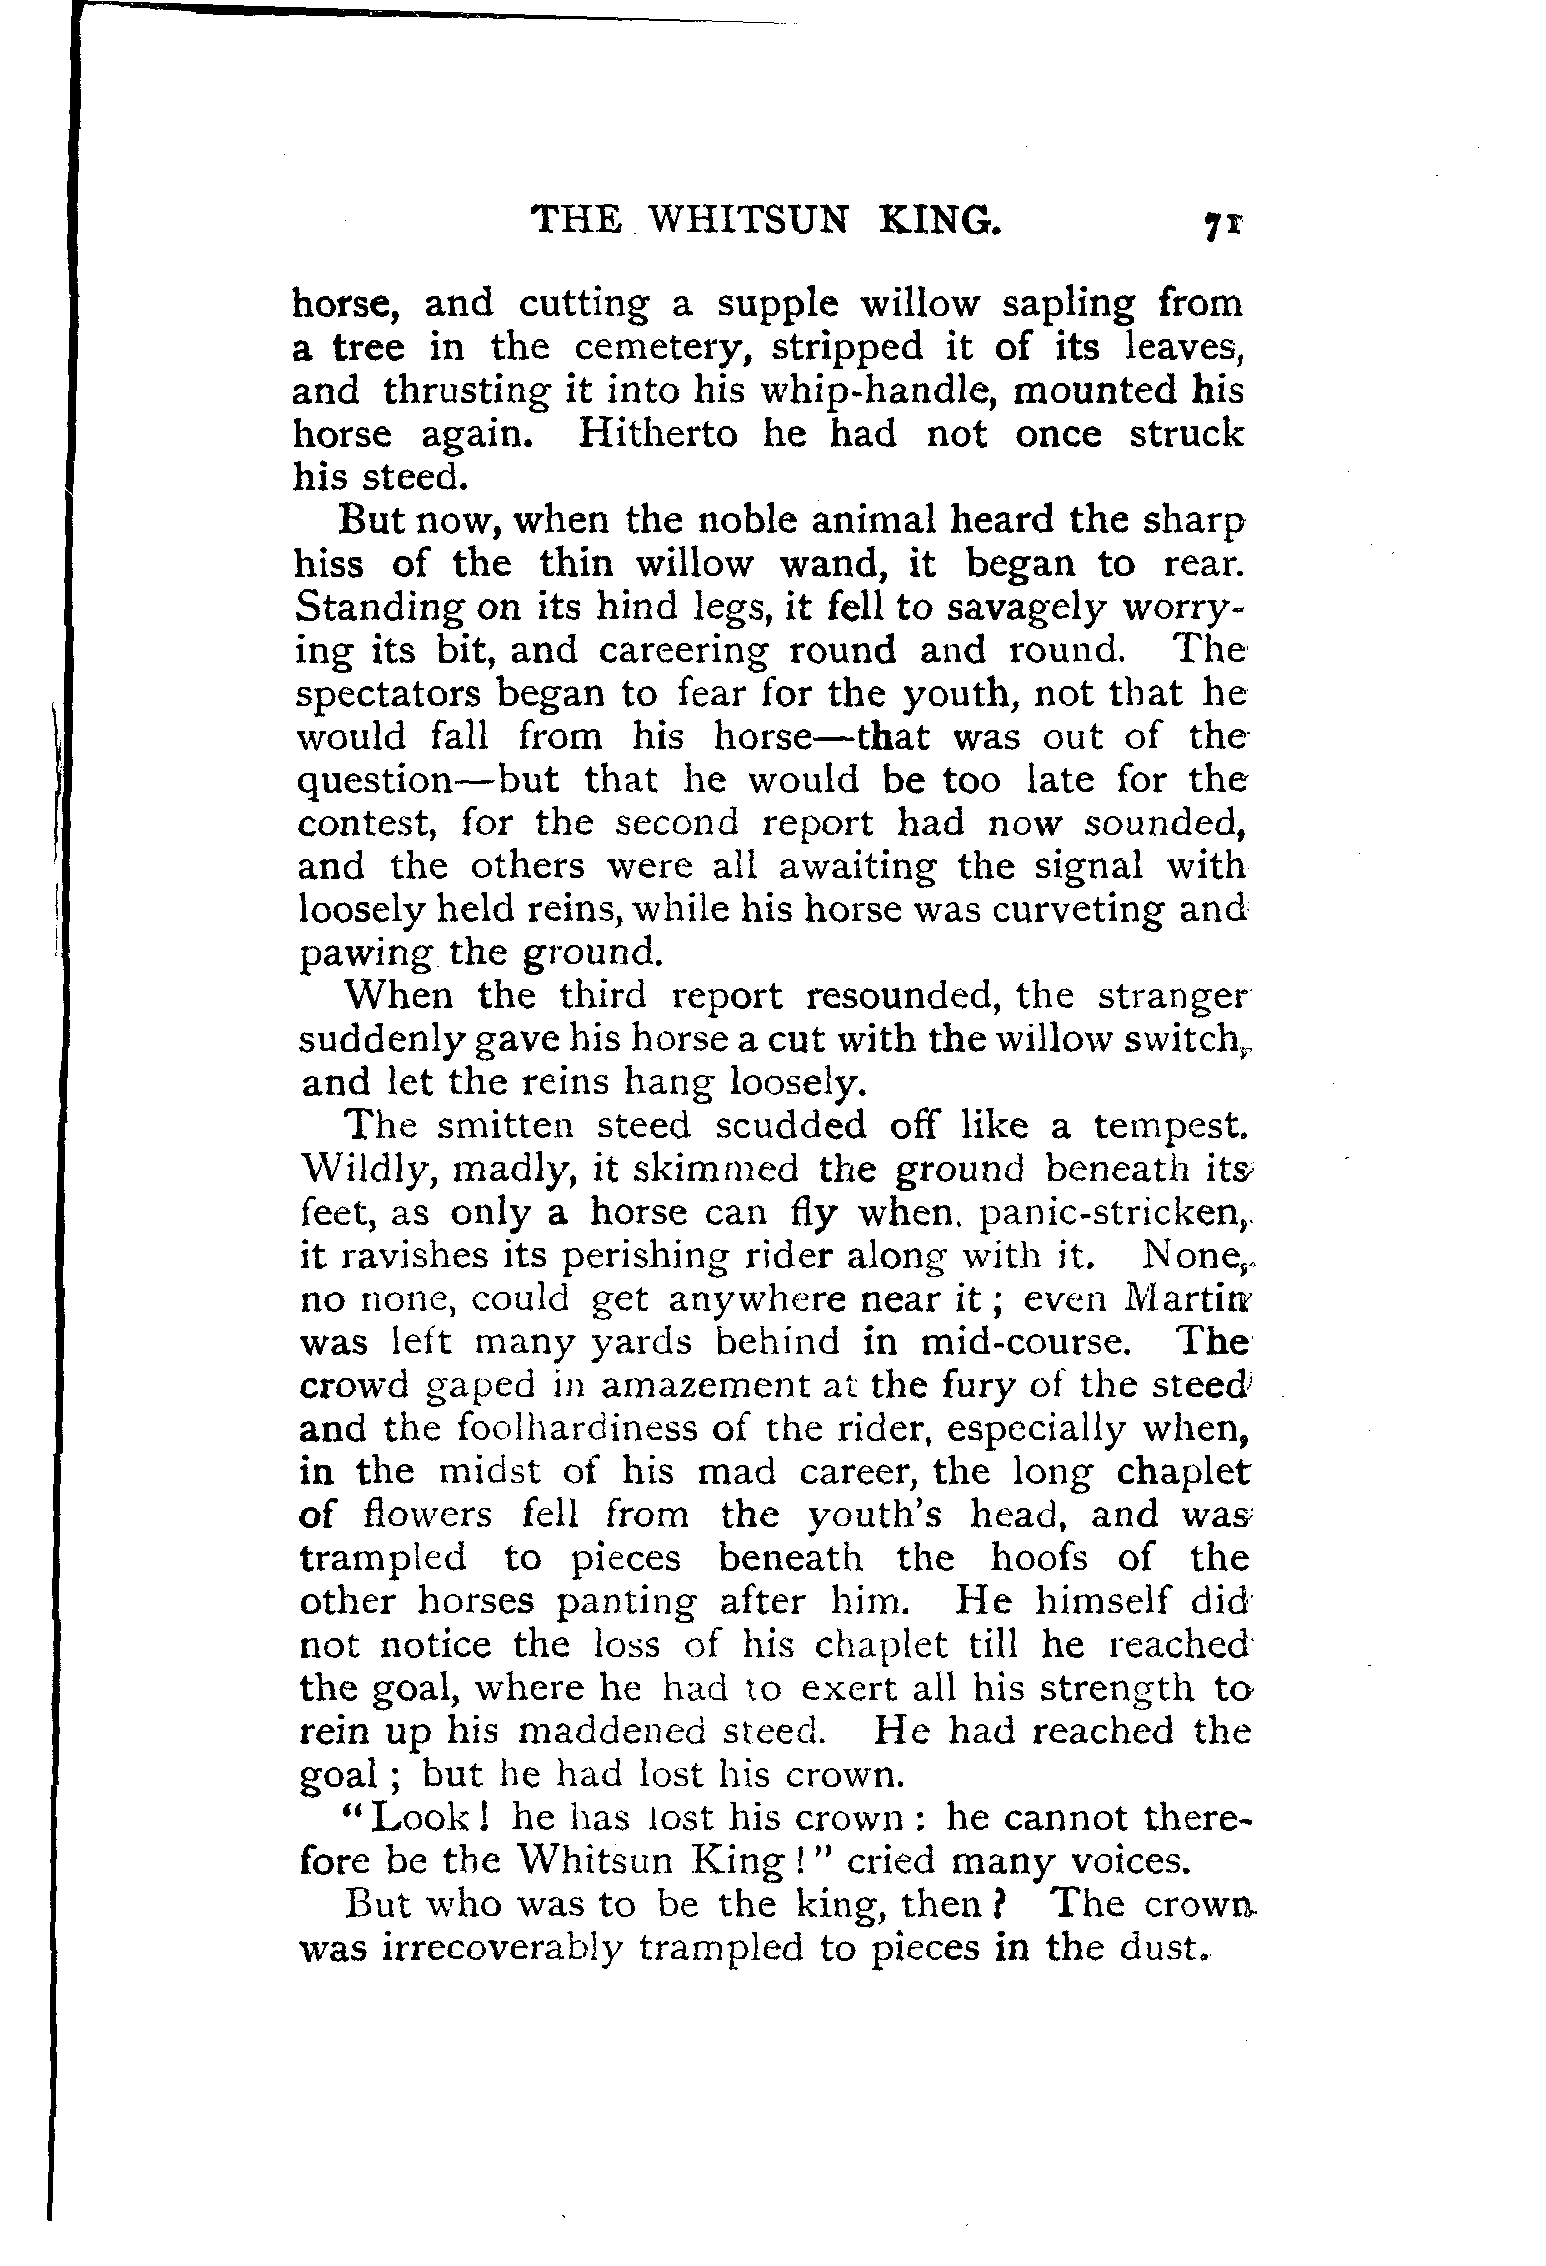 THE WHITSUN KING. 71
horse, and cutting a supple willow sapling from
a tree in the cemetery, stripped it of its leaves,
and thrusting it into his whip-handle, mounted his
horse again. Hitherto he had not once struck
his steed.
But now, when the noble animal heard the sharp
hiss of the thin willow wand, it began to rear.
Standing on its hind legs, it fell to savagely worry-
ing its bit, and careering round and round. The
spectators began to fear for the youth, not that he
would fall from his horse—that was out of the
question—but that he would be too late for the
contest, for the second report had now sounded,
and the others were all awaiting the signal with
loosely held reins, while his horse was curveting and
pawing the ground.
When the third report resounded, the stranger
suddenly gave his horse a cut with the willow switch,
and let the reins hang loosely.
The smitten steed scudded off like a tempest.
Wildly, madly, it skimmed the ground beneath its
feet, as only a horse can fly when, panic-stricken,
it ravishes its perishing rider along with it. None,
no none, could get anywhere near it ; even Martin
was left many yards behind in mid-course. The
crowd gaped in amazement at the fury of the steed
and the foolhardiness of the rider, especially when,
in the midst of his mad career, the long chaplet
of flowers fell from the youth's head, and was
trampled to pieces beneath the hoofs of the
other horses panting after him. He himself did
not notice the loss of his chaplet till he reached
the goal, where he had to exert all his strength to
rein up his maddened steed. He had reached the
goal ; but he had lost his crown.
"Look! he has lost his crown : he cannot there-
fore be the Whitsun King !" cried many voices.
But who was to be the king, then ? The crown
was irrecoverably trampled to pieces in the dust.